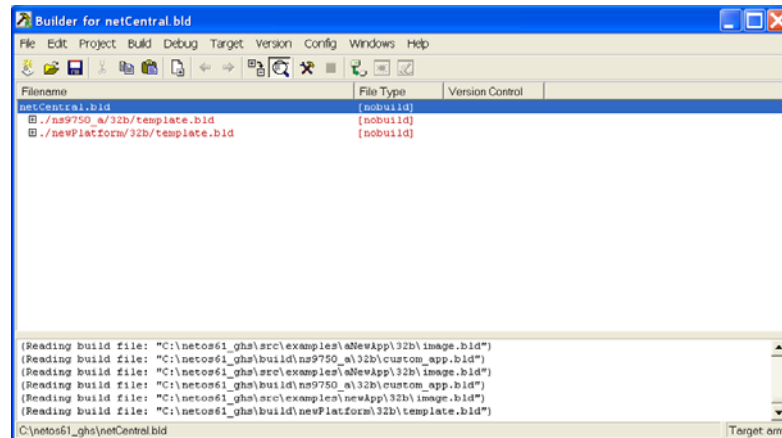 Builder for netCentral.bld
File Edit Project Build Debug Target Version Config Windows Help
Filename File Type Version Control
netCentral.bld [nobuild]
./ns9750_a/32b/template.bld [nobuild]
./newPlatform/32b/template.bld [nobuild]
(Reading build file: "C:\netos61_ghs\src\examples\aNewApp\32b\image.bld")
(Reading build file: "C:\netos61_ghs\build\ns9750_a\32b\custom_app.bld")
(Reading build file: "C:\netos61_ghs\src\examples\aNewApp\32b\image.bld")
(Reading build file: "C:\netos61_ghs\build\ns9750_a\32b\custom_app.bld")
(Reading build file: "C:\netos61_ghs\src\examples\newApp\32b\image.bld")
(Reading build file: "C:\netos61_ghs\build\newPlatform\32b\template.bld")
C:\netos61_ghs\netCentral.bld Target: arm